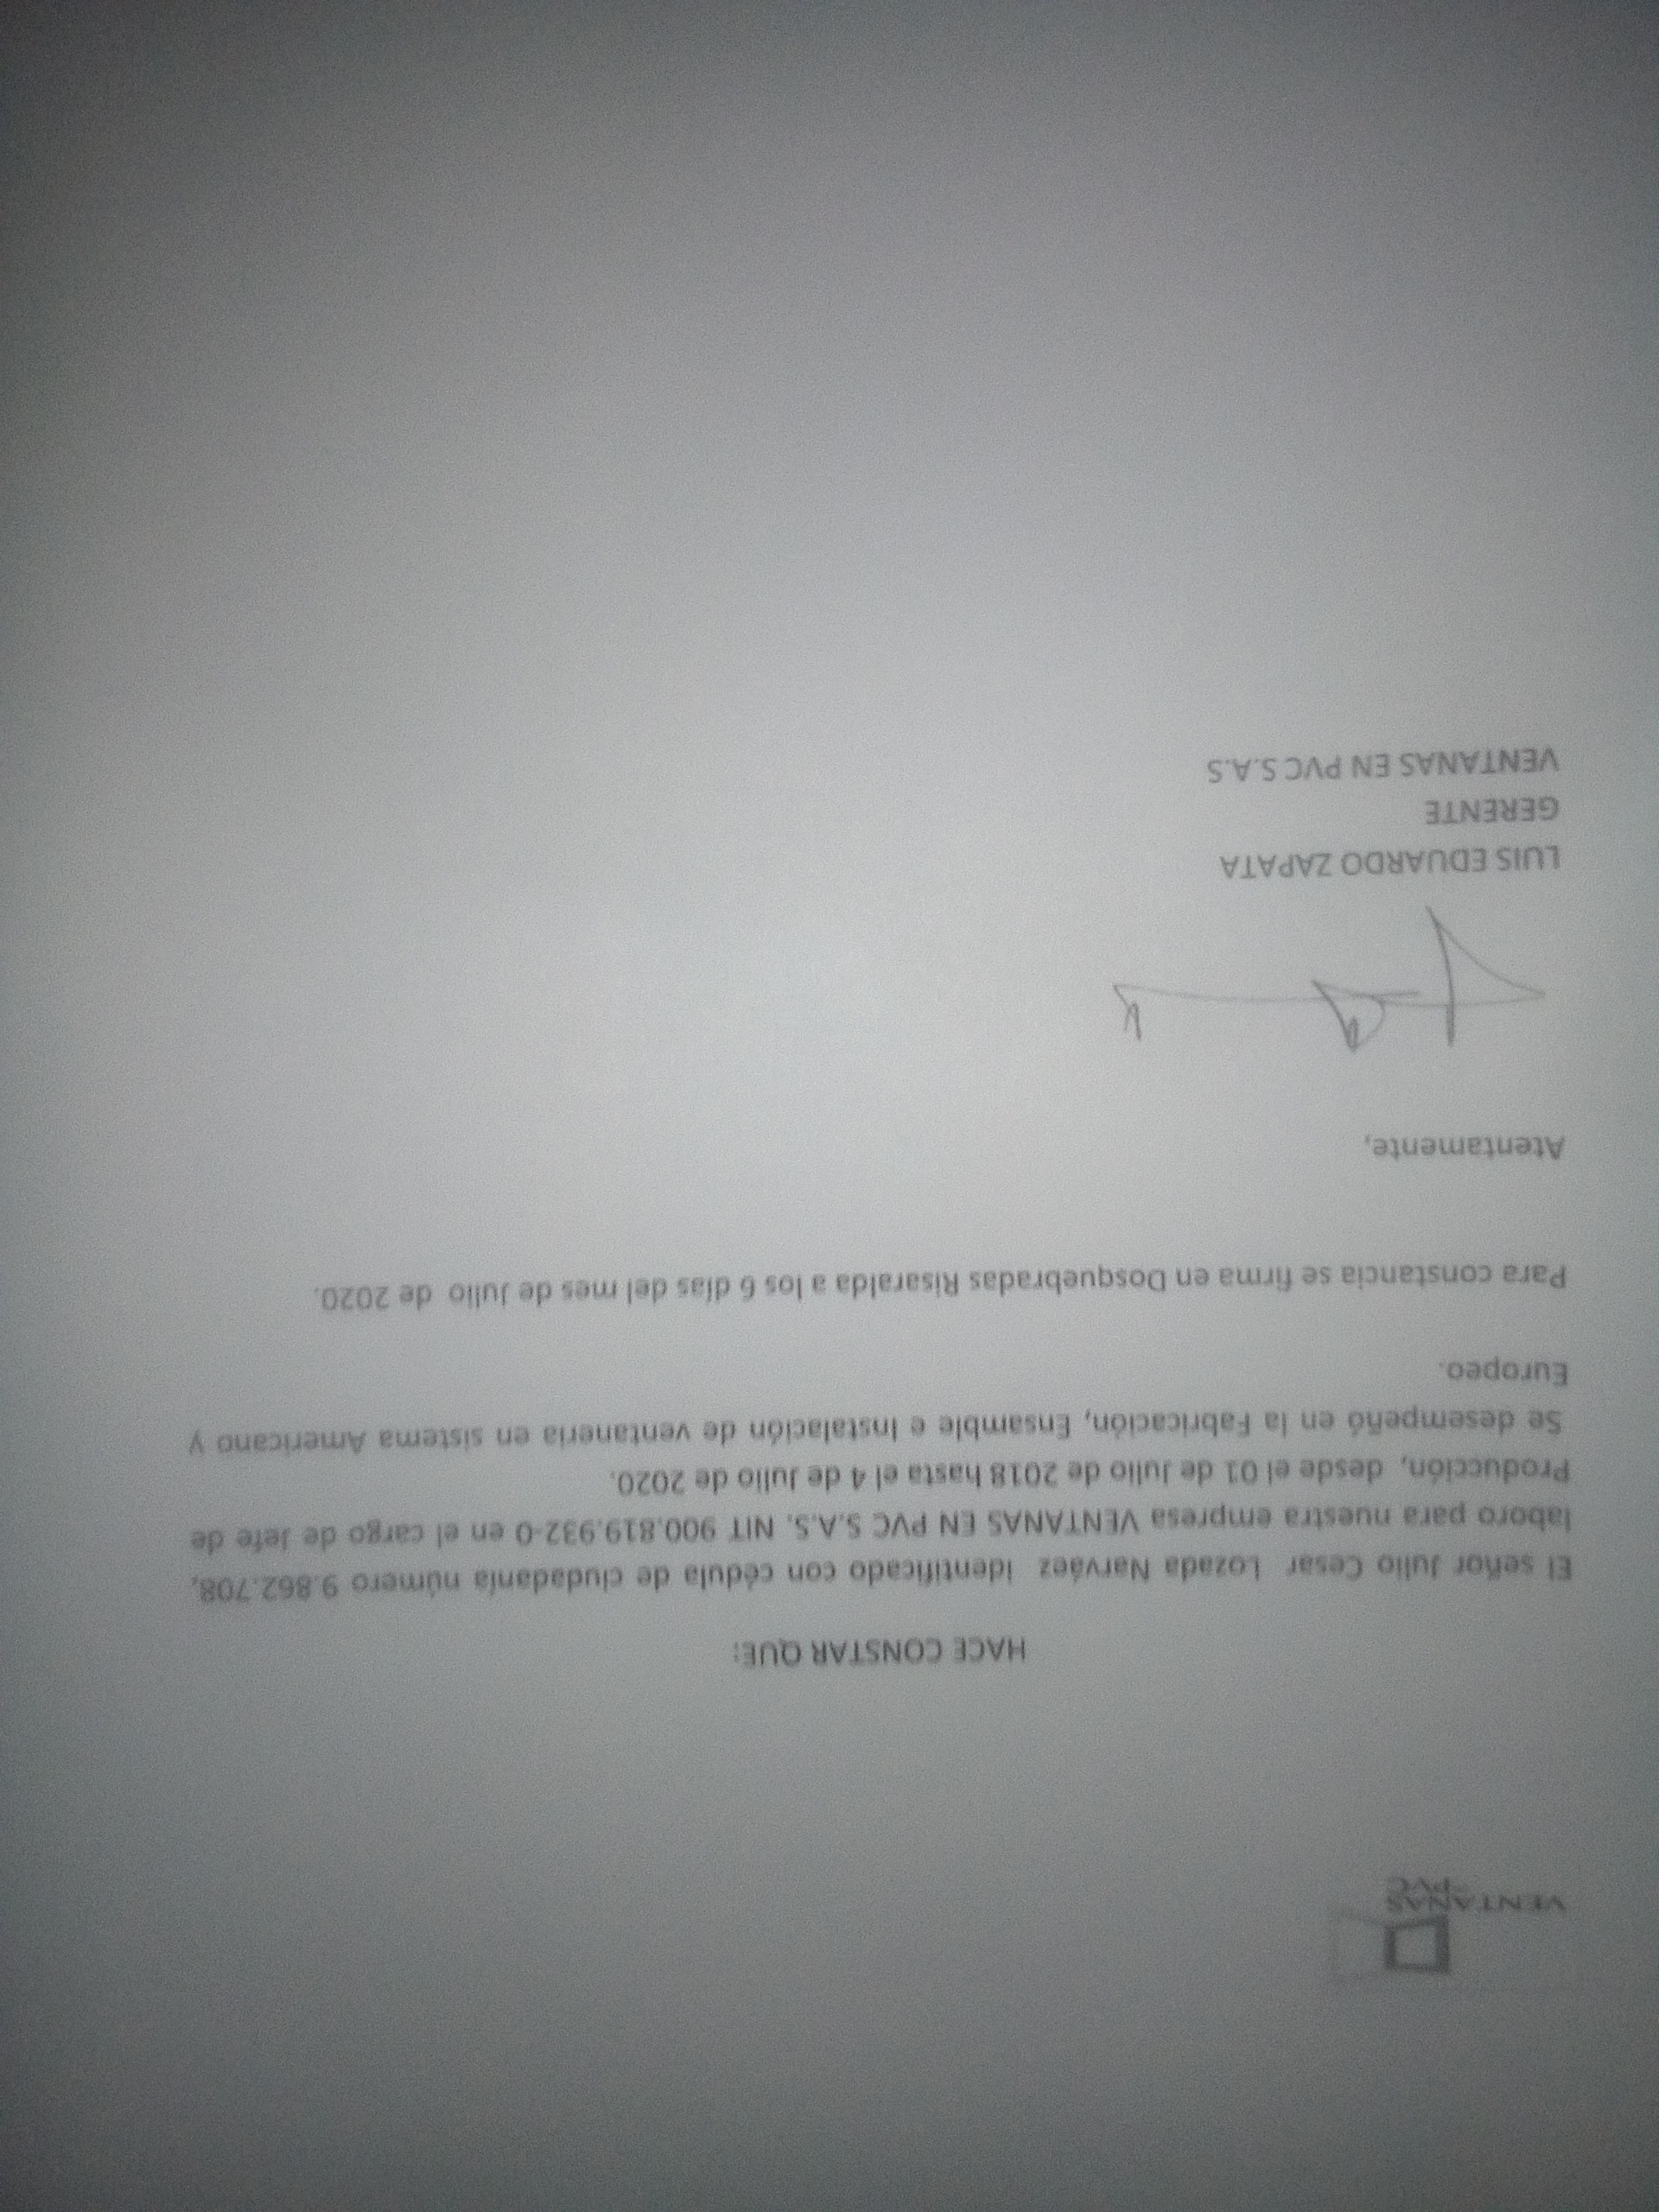 VENTANAS
PVC
HACE CONSTAR QUE:
El señor Julio Cesar Lozada Narváez identificado con cédula de ciudadanía número 9.862.708,
laboro para nuestra empresa VENTANAS EN PVC S.A.S. NIT 900.819.932-0 en el cargo de Jefe de
Producción, desde el 01 de Julio de 2018 hasta el 4 de Julio de 2020.
Se desempeñó en la Fabricación, Ensamble e Instalación de ventaneria en sistema Americano y
Europeo.
Para constancia se firma en Dosquebradas Risaralda a los 6 días del mes de Julio de 2020.
Atentamente,
LUIS EDUARDO ZAPATA
GERENTE
VENTANAS EN PVC S.A.S